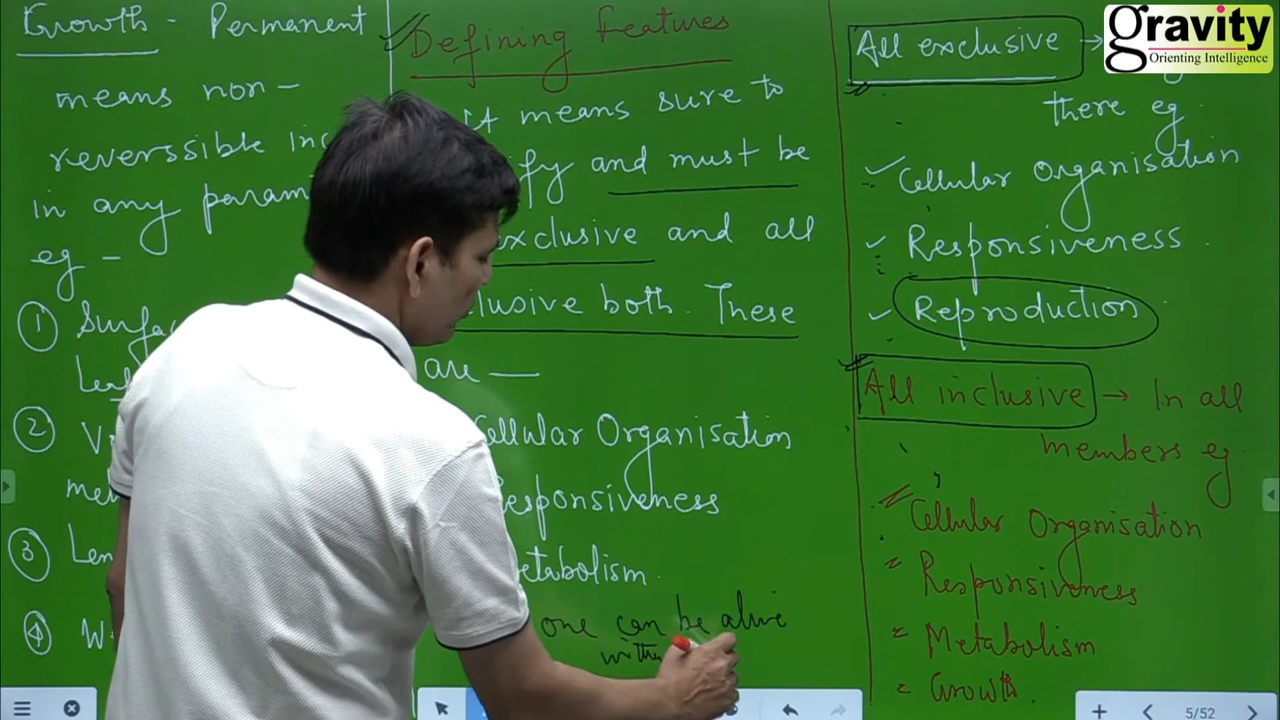 Growth - Permanent
means non-
reverssible inc
in any param
eg -
① Surfa
Leaf
②
me
③ Len
④ W
Defining features
It means sure to
fy and must be
exclusive and all
clusive both. These
are —
Cellular Organisation
Responsiveness
etabolism.
one can be alive
witho
All exclusive →
there eg.
Cellular Organisation
Responsiveness.
Reproduction
All inclusive → In all
members eg.
Cellular Organisation
Responsiveness
Metabolism
Growth.
gravity
Orienting Intelligence
5/52